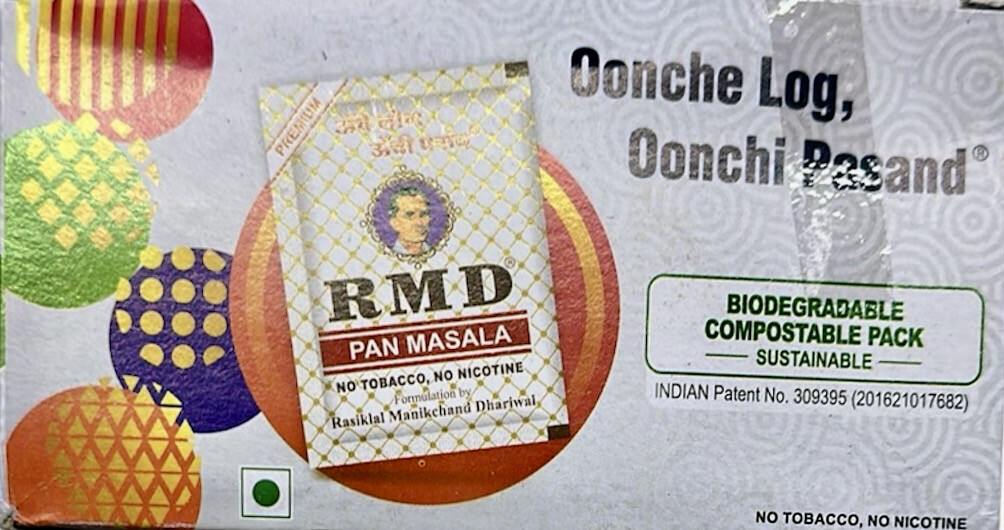 Oonche Log,
Oonchi Pasand®
PREMIUM
ऊंचे लोग,
ऊंची पसंद®
RMD®
PAN MASALA
NO TOBACCO, NO NICOTINE
Formulation by
Rasiklal Manikchand Dhariwal
BIODEGRADABLE
COMPOSTABLE PACK
SUSTAINABLE
INDIAN Patent No. 309395 (201621017682)
NO TOBACCO, NO NICOTINE